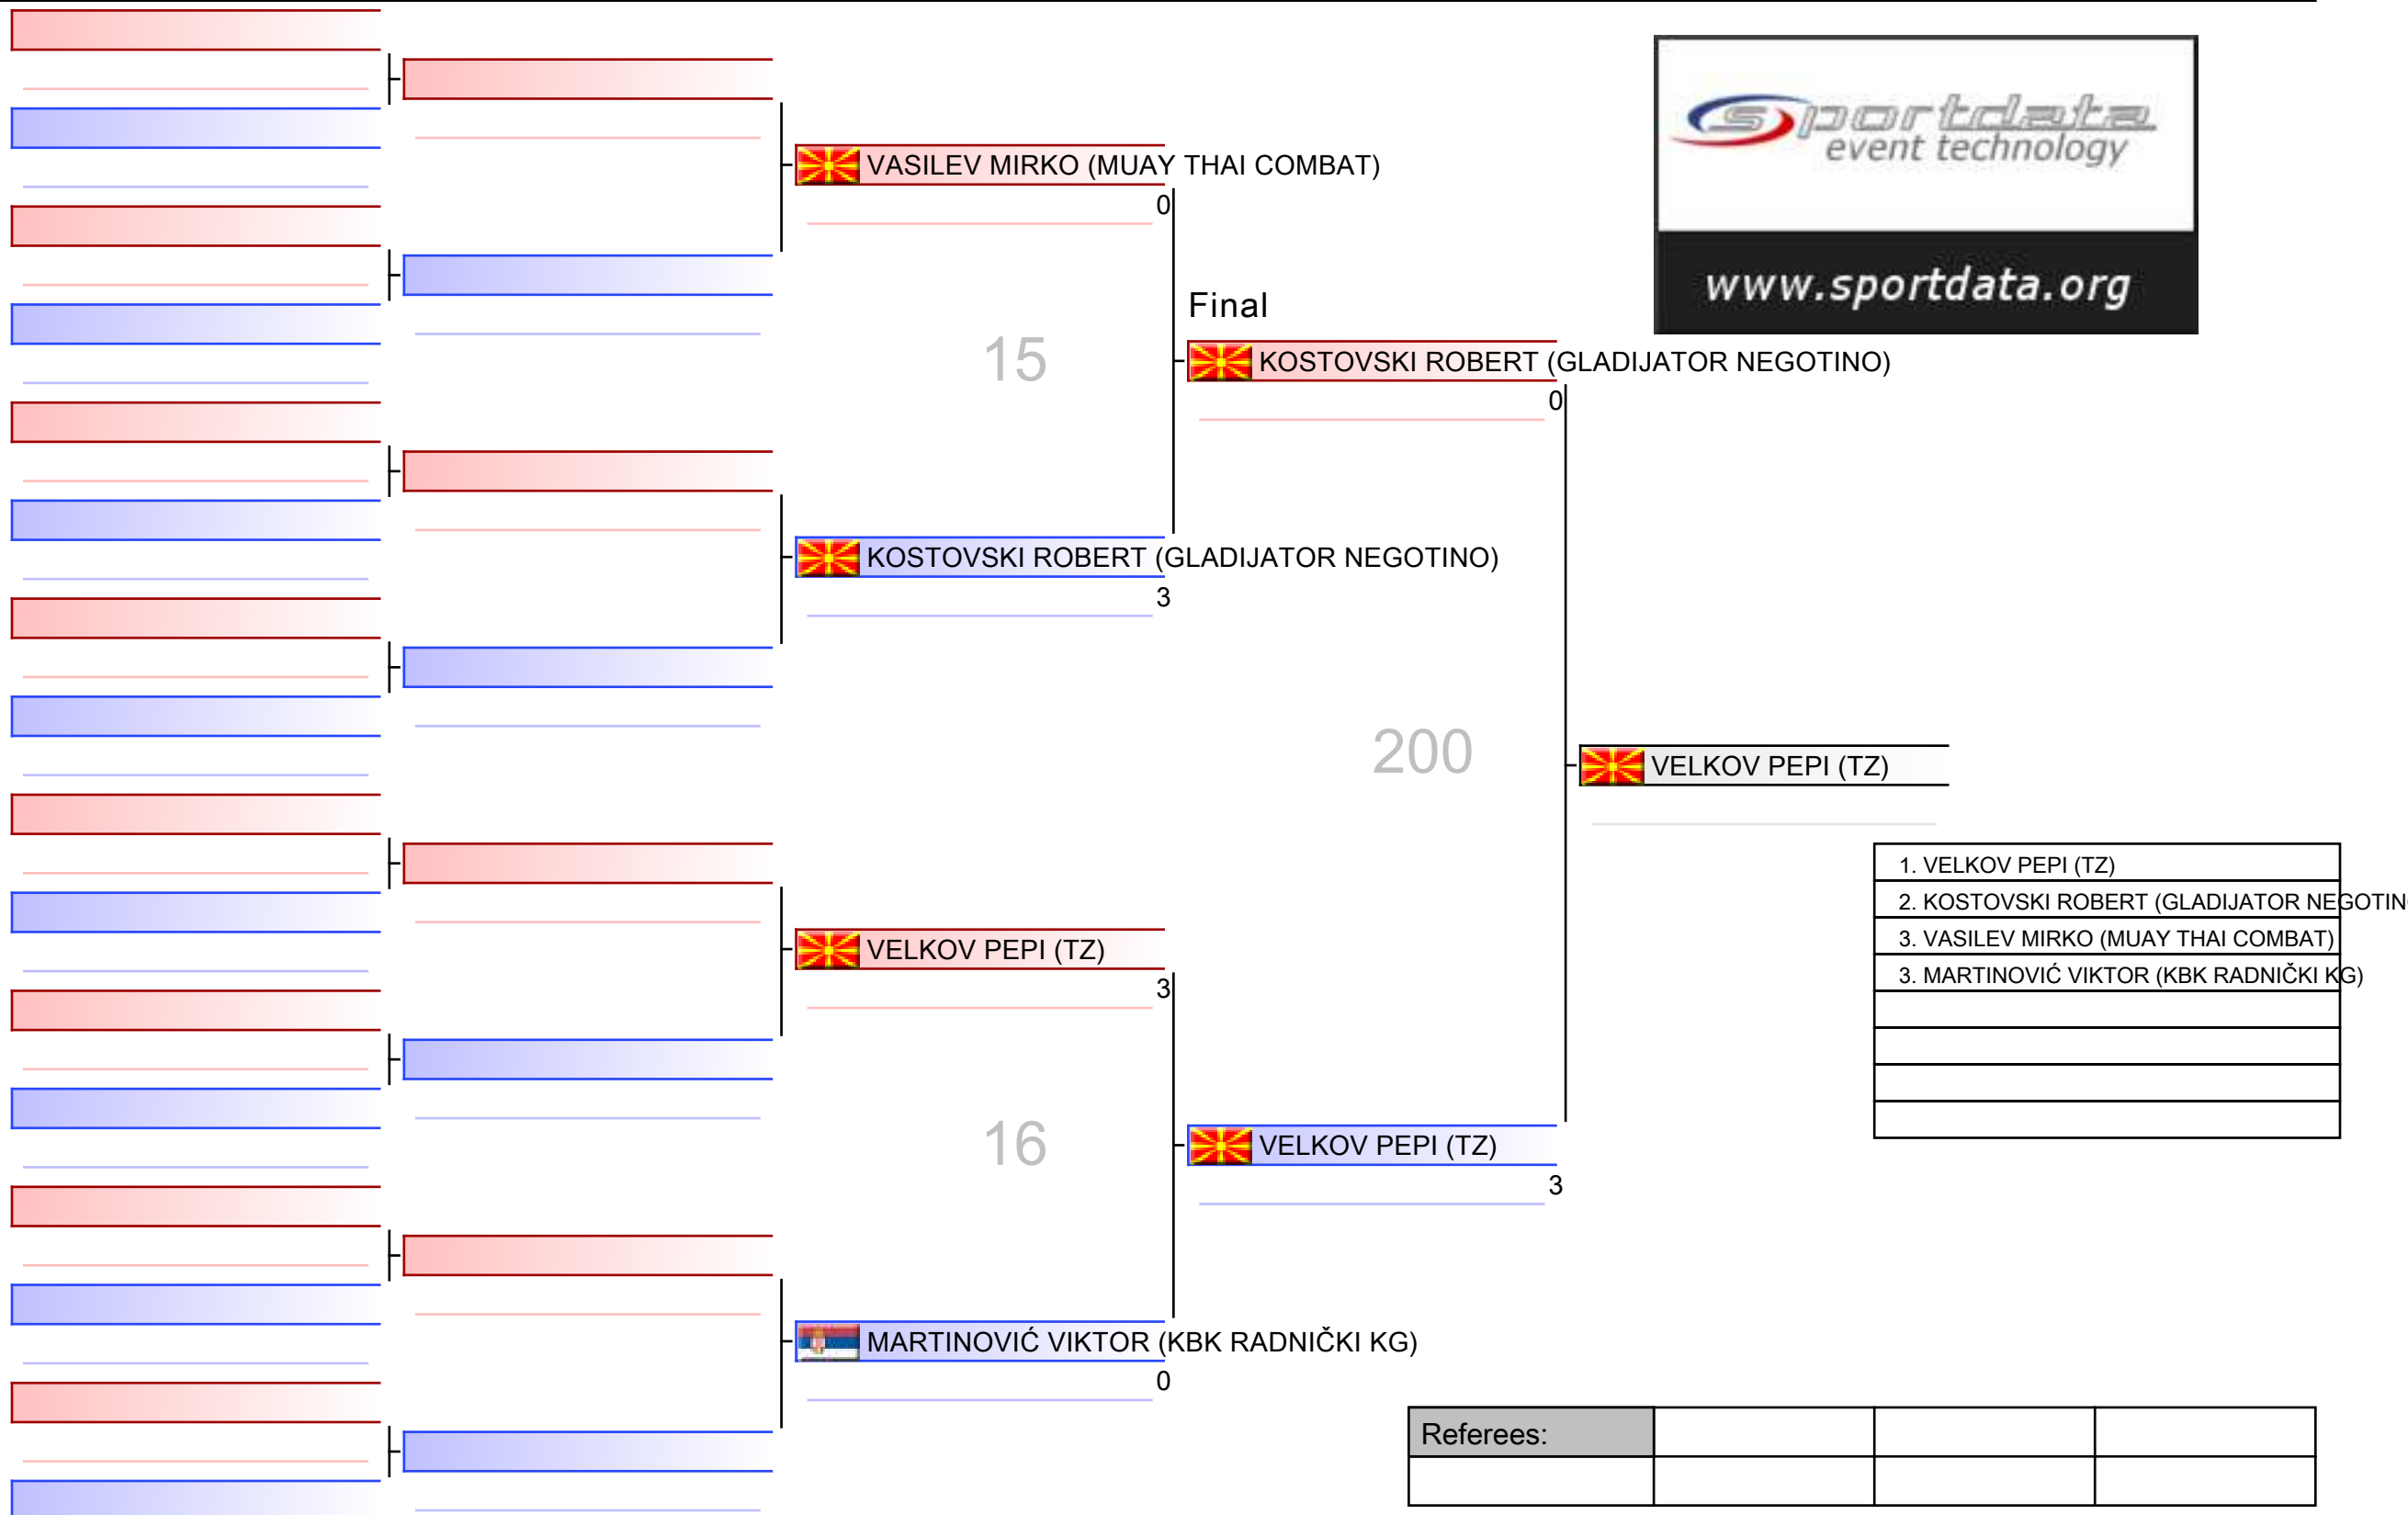 sportdata
event technology
www.sportdata.org
VASILEV MIRKO (MUAY THAI COMBAT)
0
Final
15
KOSTOVSKI ROBERT (GLADIJATOR NEGOTINO)
0
KOSTOVSKI ROBERT (GLADIJATOR NEGOTINO)
3
200
VELKOV PEPI (TZ)
1. VELKOV PEPI (TZ)
2. KOSTOVSKI ROBERT (GLADIJATOR NEGOTIN
3. VASILEV MIRKO (MUAY THAI COMBAT)
3. MARTINOVIĆ VIKTOR (KBK RADNIČKI KG)
VELKOV PEPI (TZ)
3
16
VELKOV PEPI (TZ)
3
MARTINOVIĆ VIKTOR (KBK RADNIČKI KG)
0
Referees: